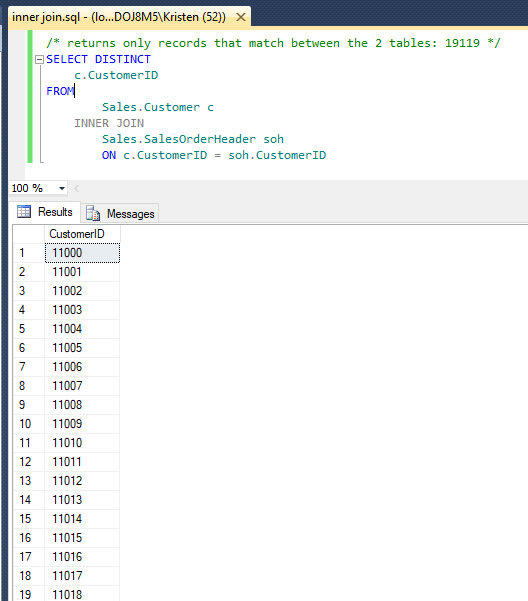 inner join.sql - (lo...DOJ8M5\Kristen (52))
/* returns only records that match between the 2 tables: 19119 */
SELECT DISTINCT
c.CustomerID
FROM
Sales.Customer c
INNER JOIN
Sales.SalesOrderHeader soh
ON c.CustomerID = soh.CustomerID
100 %
Results Messages
CustomerID
1 11000
2 11001
3 11002
4 11003
5 11004
6 11005
7 11006
8 11007
9 11008
10 11009
11 11010
12 11011
13 11012
14 11013
15 11014
16 11015
17 11016
18 11017
19 11018